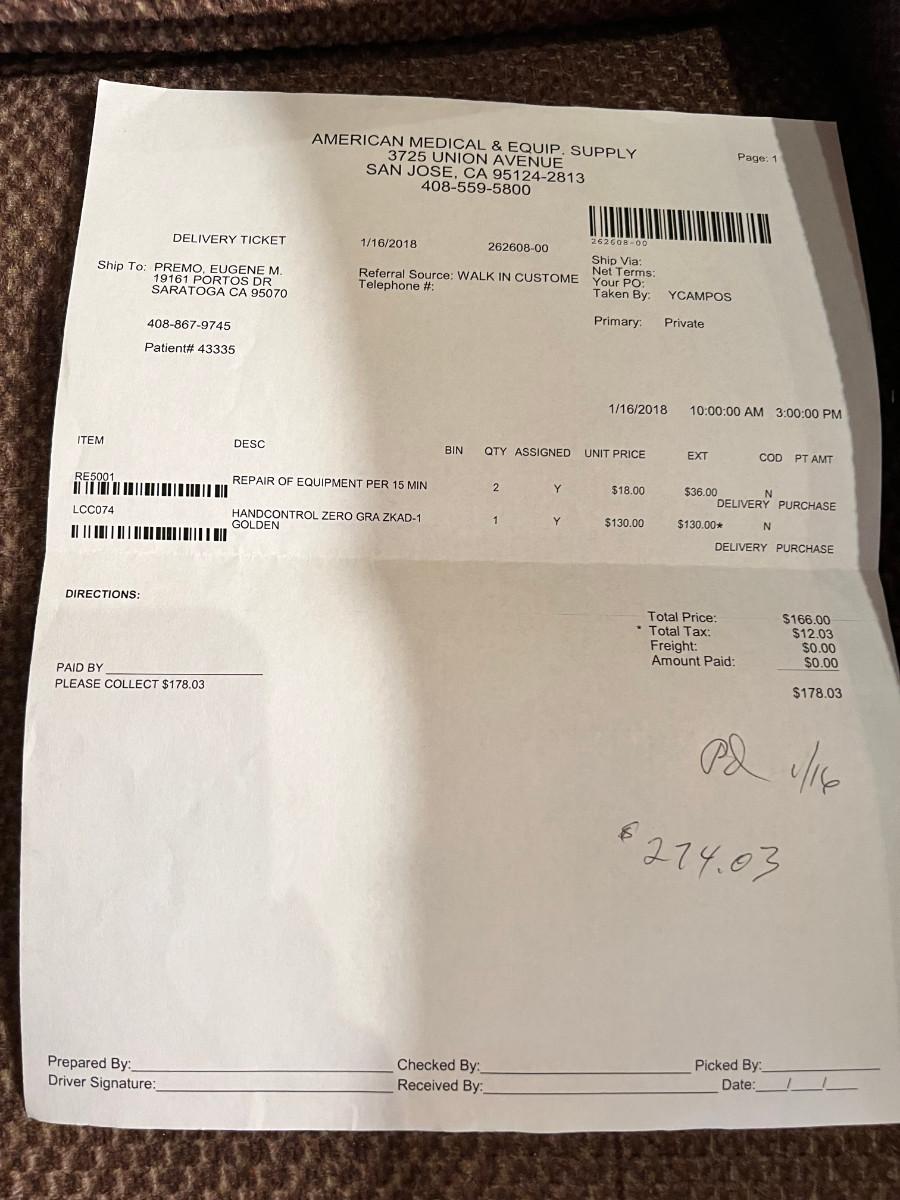 AMERICAN MEDICAL & EQUIP. SUPPLY
3725 UNION AVENUE
SAN JOSE, CA 95124-2813
408-559-5800
Page: 1
262608-00
DELIVERY TICKET 1/16/2018 262608-00
Ship To: PREMO, EUGENE M.
19161 PORTOS DR
SARATOGA CA 95070
408-867-9745
Patient# 43335
Referral Source: WALK IN CUSTOME
Telephone #:
Ship Via:
Net Terms:
Your PO:
Taken By: YCAMPOS
Primary: Private
1/16/2018 10:00:00 AM 3:00:00 PM
ITEM DESC BIN QTY ASSIGNED UNIT PRICE EXT COD PT AMT
RE5001 REPAIR OF EQUIPMENT PER 15 MIN 2 Y $18.00 $36.00 N
DELIVERY PURCHASE
LCC074 HANDCONTROL ZERO GRA ZKAD-1 1 Y $130.00 $130.00* N
GOLDEN
DELIVERY PURCHASE
DIRECTIONS:
Total Price: $166.00
* Total Tax: $12.03
Freight: $0.00
Amount Paid: $0.00
$178.03
PAID BY
PLEASE COLLECT $178.03
Pd 1/16
$274.03
Prepared By: Checked By: Picked By:
Driver Signature: Received By: Date: / /